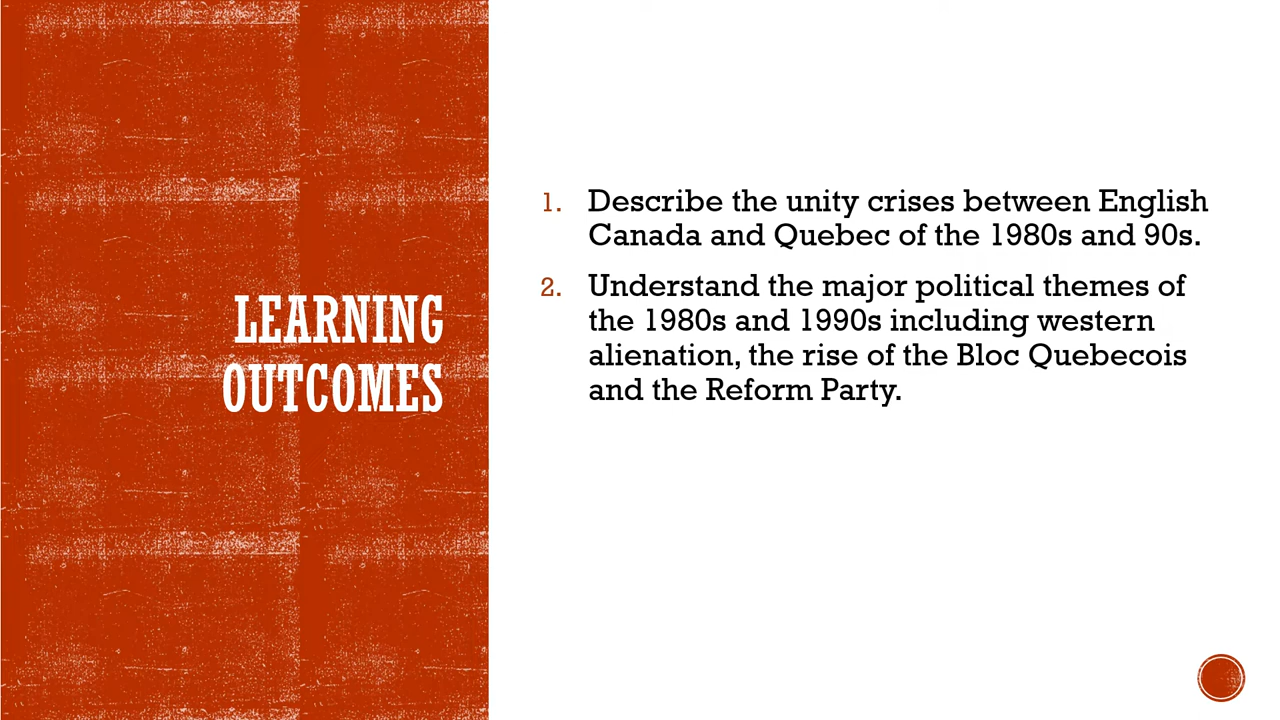 LEARNING
OUTCOMES
1. Describe the unity crises between English
Canada and Quebec of the 1980s and 90s.
2. Understand the major political themes of
the 1980s and 1990s including western
alienation, the rise of the Bloc Quebecois
and the Reform Party.